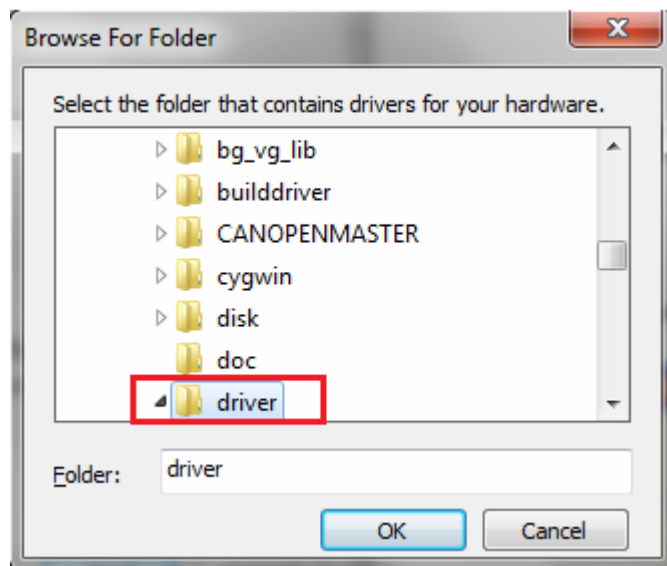 Browse For Folder
Select the folder that contains drivers for your hardware.
bg_vg_lib
builddriver
CANOPENMASTER
cygwin
disk
doc
driver
Folder: driver
OK Cancel